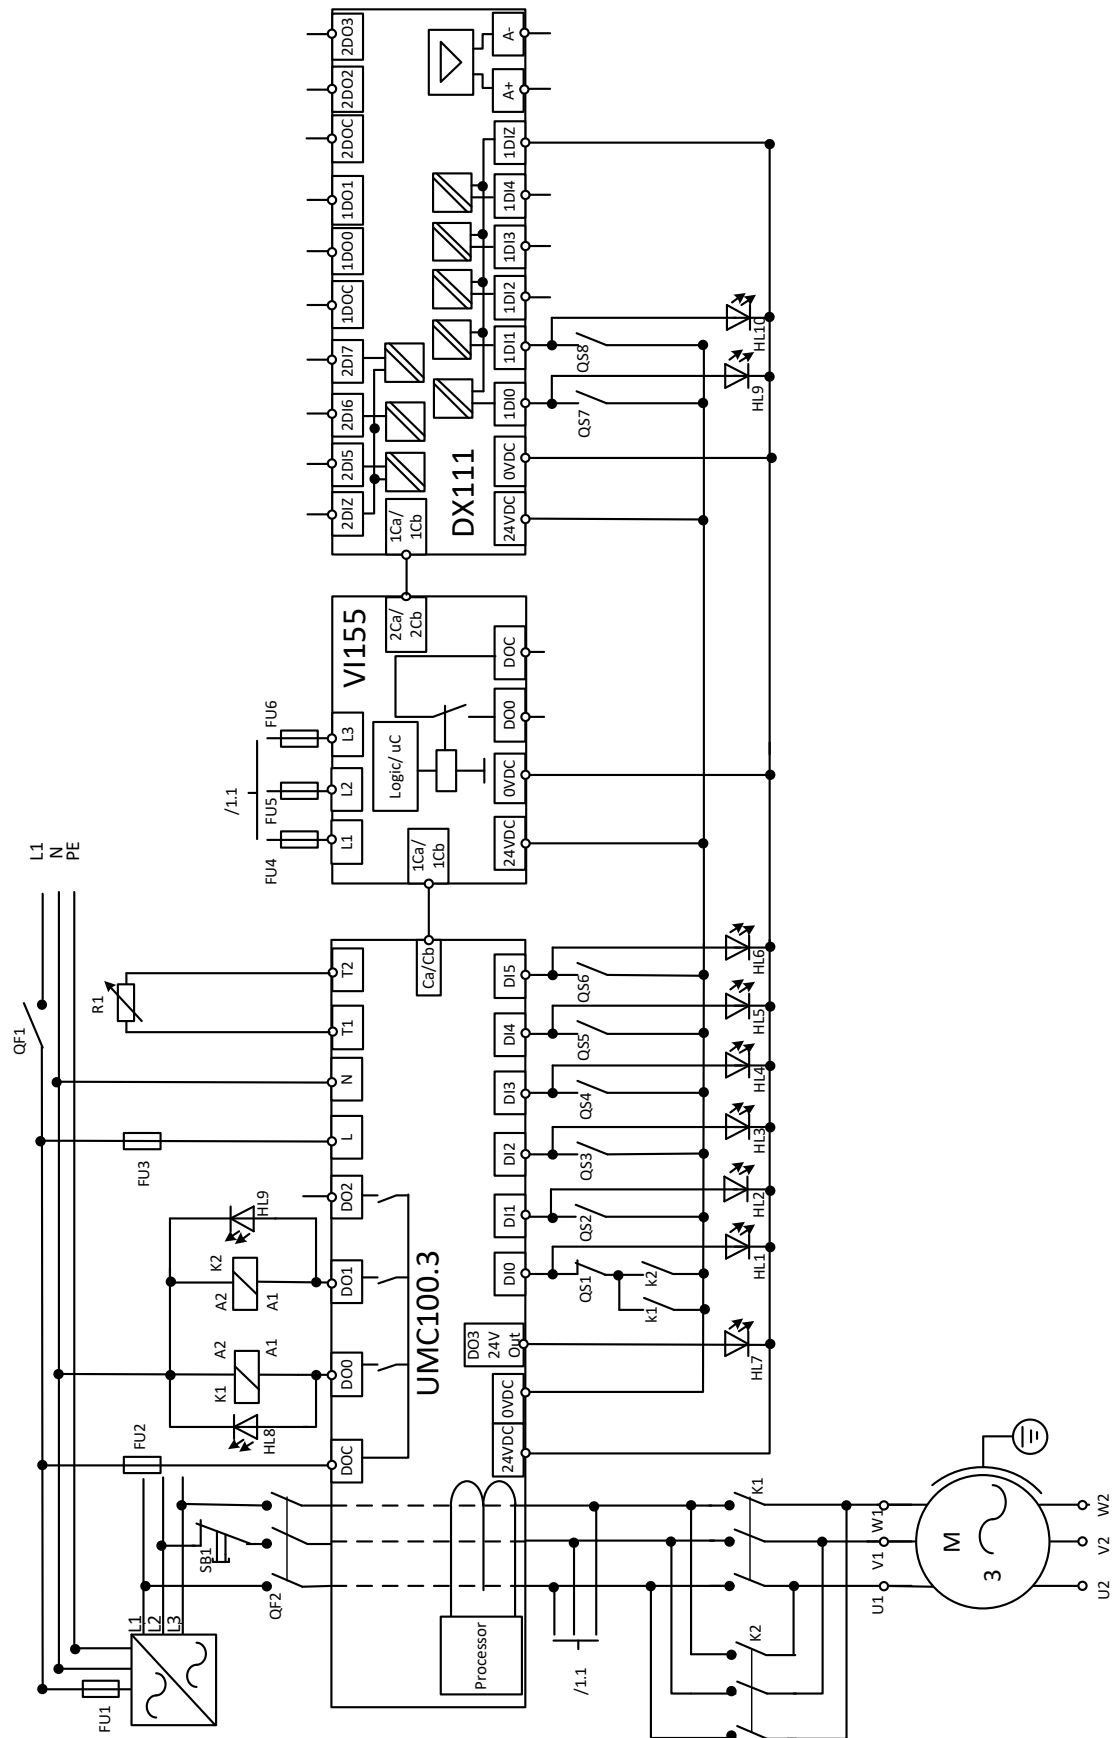 L1
N
PE
QF1
FU1
L1
L2
L3
SB1
QF2
FU2
HL8
K1
A2
A1
K2
A2
A1
HL9
FU3
R1
DOC
DO0
DO1
DO2
L
N
T1
T2
UMC100.3
Ca/Cb
Processor
24VDC
0VDC
DO3
24V
Out
DI0
DI1
DI2
DI3
DI4
DI5
/1.1
FU4
FU5
FU6
L1
L2
L3
VI155
1Ca/
1Cb
2Ca/
2Cb
Logic/ uC
24VDC
0VDC
DO0
DOC
2DIZ
2DI5
2DI6
2DI7
1DOC
1DO0
1DO1
2DOC
2DO2
2DO3
DX111
1Ca/
1Cb
24VDC
0VDC
1DI0
1DI1
1DI2
1DI3
1DI4
1DIZ
A+
A-
k1
k2
QS1
QS2
QS3
QS4
QS5
QS6
QS7
QS8
HL7
HL1
HL2
HL3
HL4
HL5
HL6
HL9
HL10
/1.1
K2
K1
U1
V1
W1
M
3
U2
V2
W2